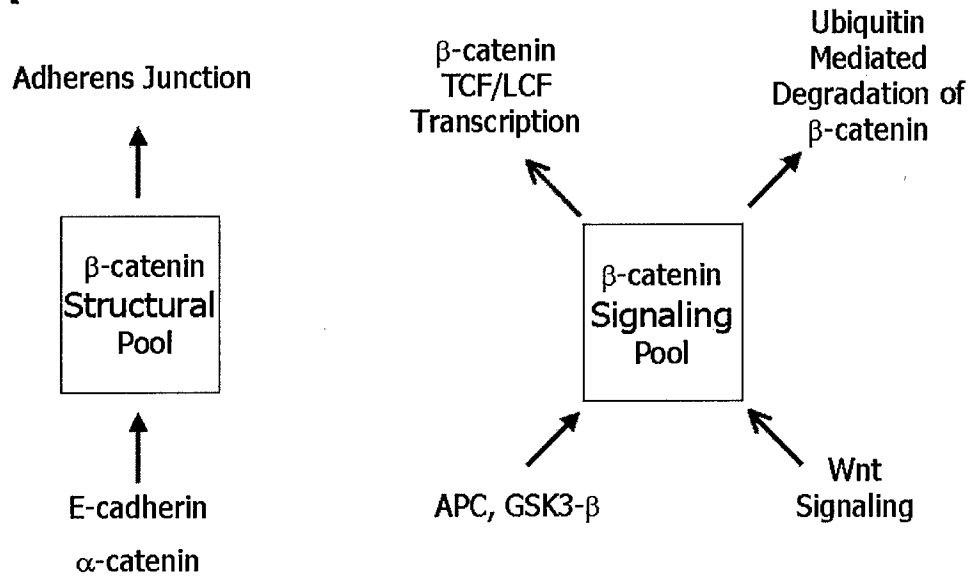 Adherens Junction
β-catenin
Structural
Pool
E-cadherin
α-catenin
β-catenin
TCF/LCF
Transcription
Ubiquitin
Mediated
Degradation of
β-catenin
β-catenin
Signaling
Pool
APC, GSK3-β
Wnt
Signaling